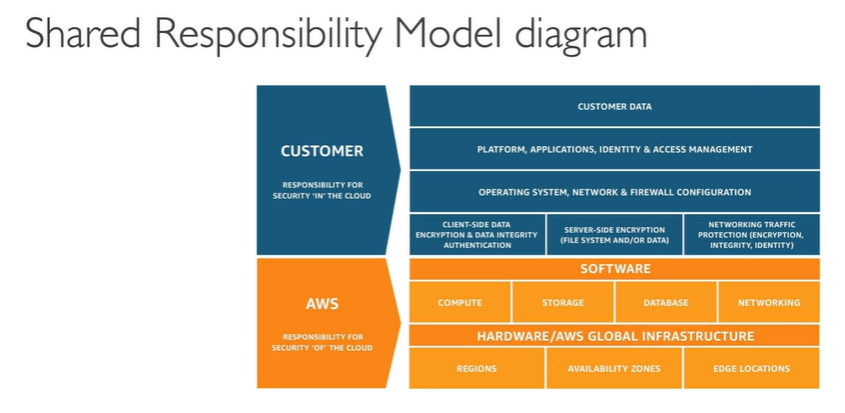 Shared Responsibility Model diagram
CUSTOMER
RESPONSIBILITY FOR
SECURITY 'IN' THE CLOUD
CUSTOMER DATA
PLATFORM, APPLICATIONS, IDENTITY & ACCESS MANAGEMENT
OPERATING SYSTEM, NETWORK & FIREWALL CONFIGURATION
CLIENT-SIDE DATA
ENCRYPTION & DATA INTEGRITY
AUTHENTICATION
SERVER-SIDE ENCRYPTION
(FILE SYSTEM AND/OR DATA)
NETWORKING TRAFFIC
PROTECTION (ENCRYPTION,
INTEGRITY, IDENTITY)
AWS
RESPONSIBILITY FOR
SECURITY 'OF' THE CLOUD
SOFTWARE
COMPUTE
STORAGE
DATABASE
NETWORKING
HARDWARE/AWS GLOBAL INFRASTRUCTURE
REGIONS
AVAILABILITY ZONES
EDGE LOCATIONS